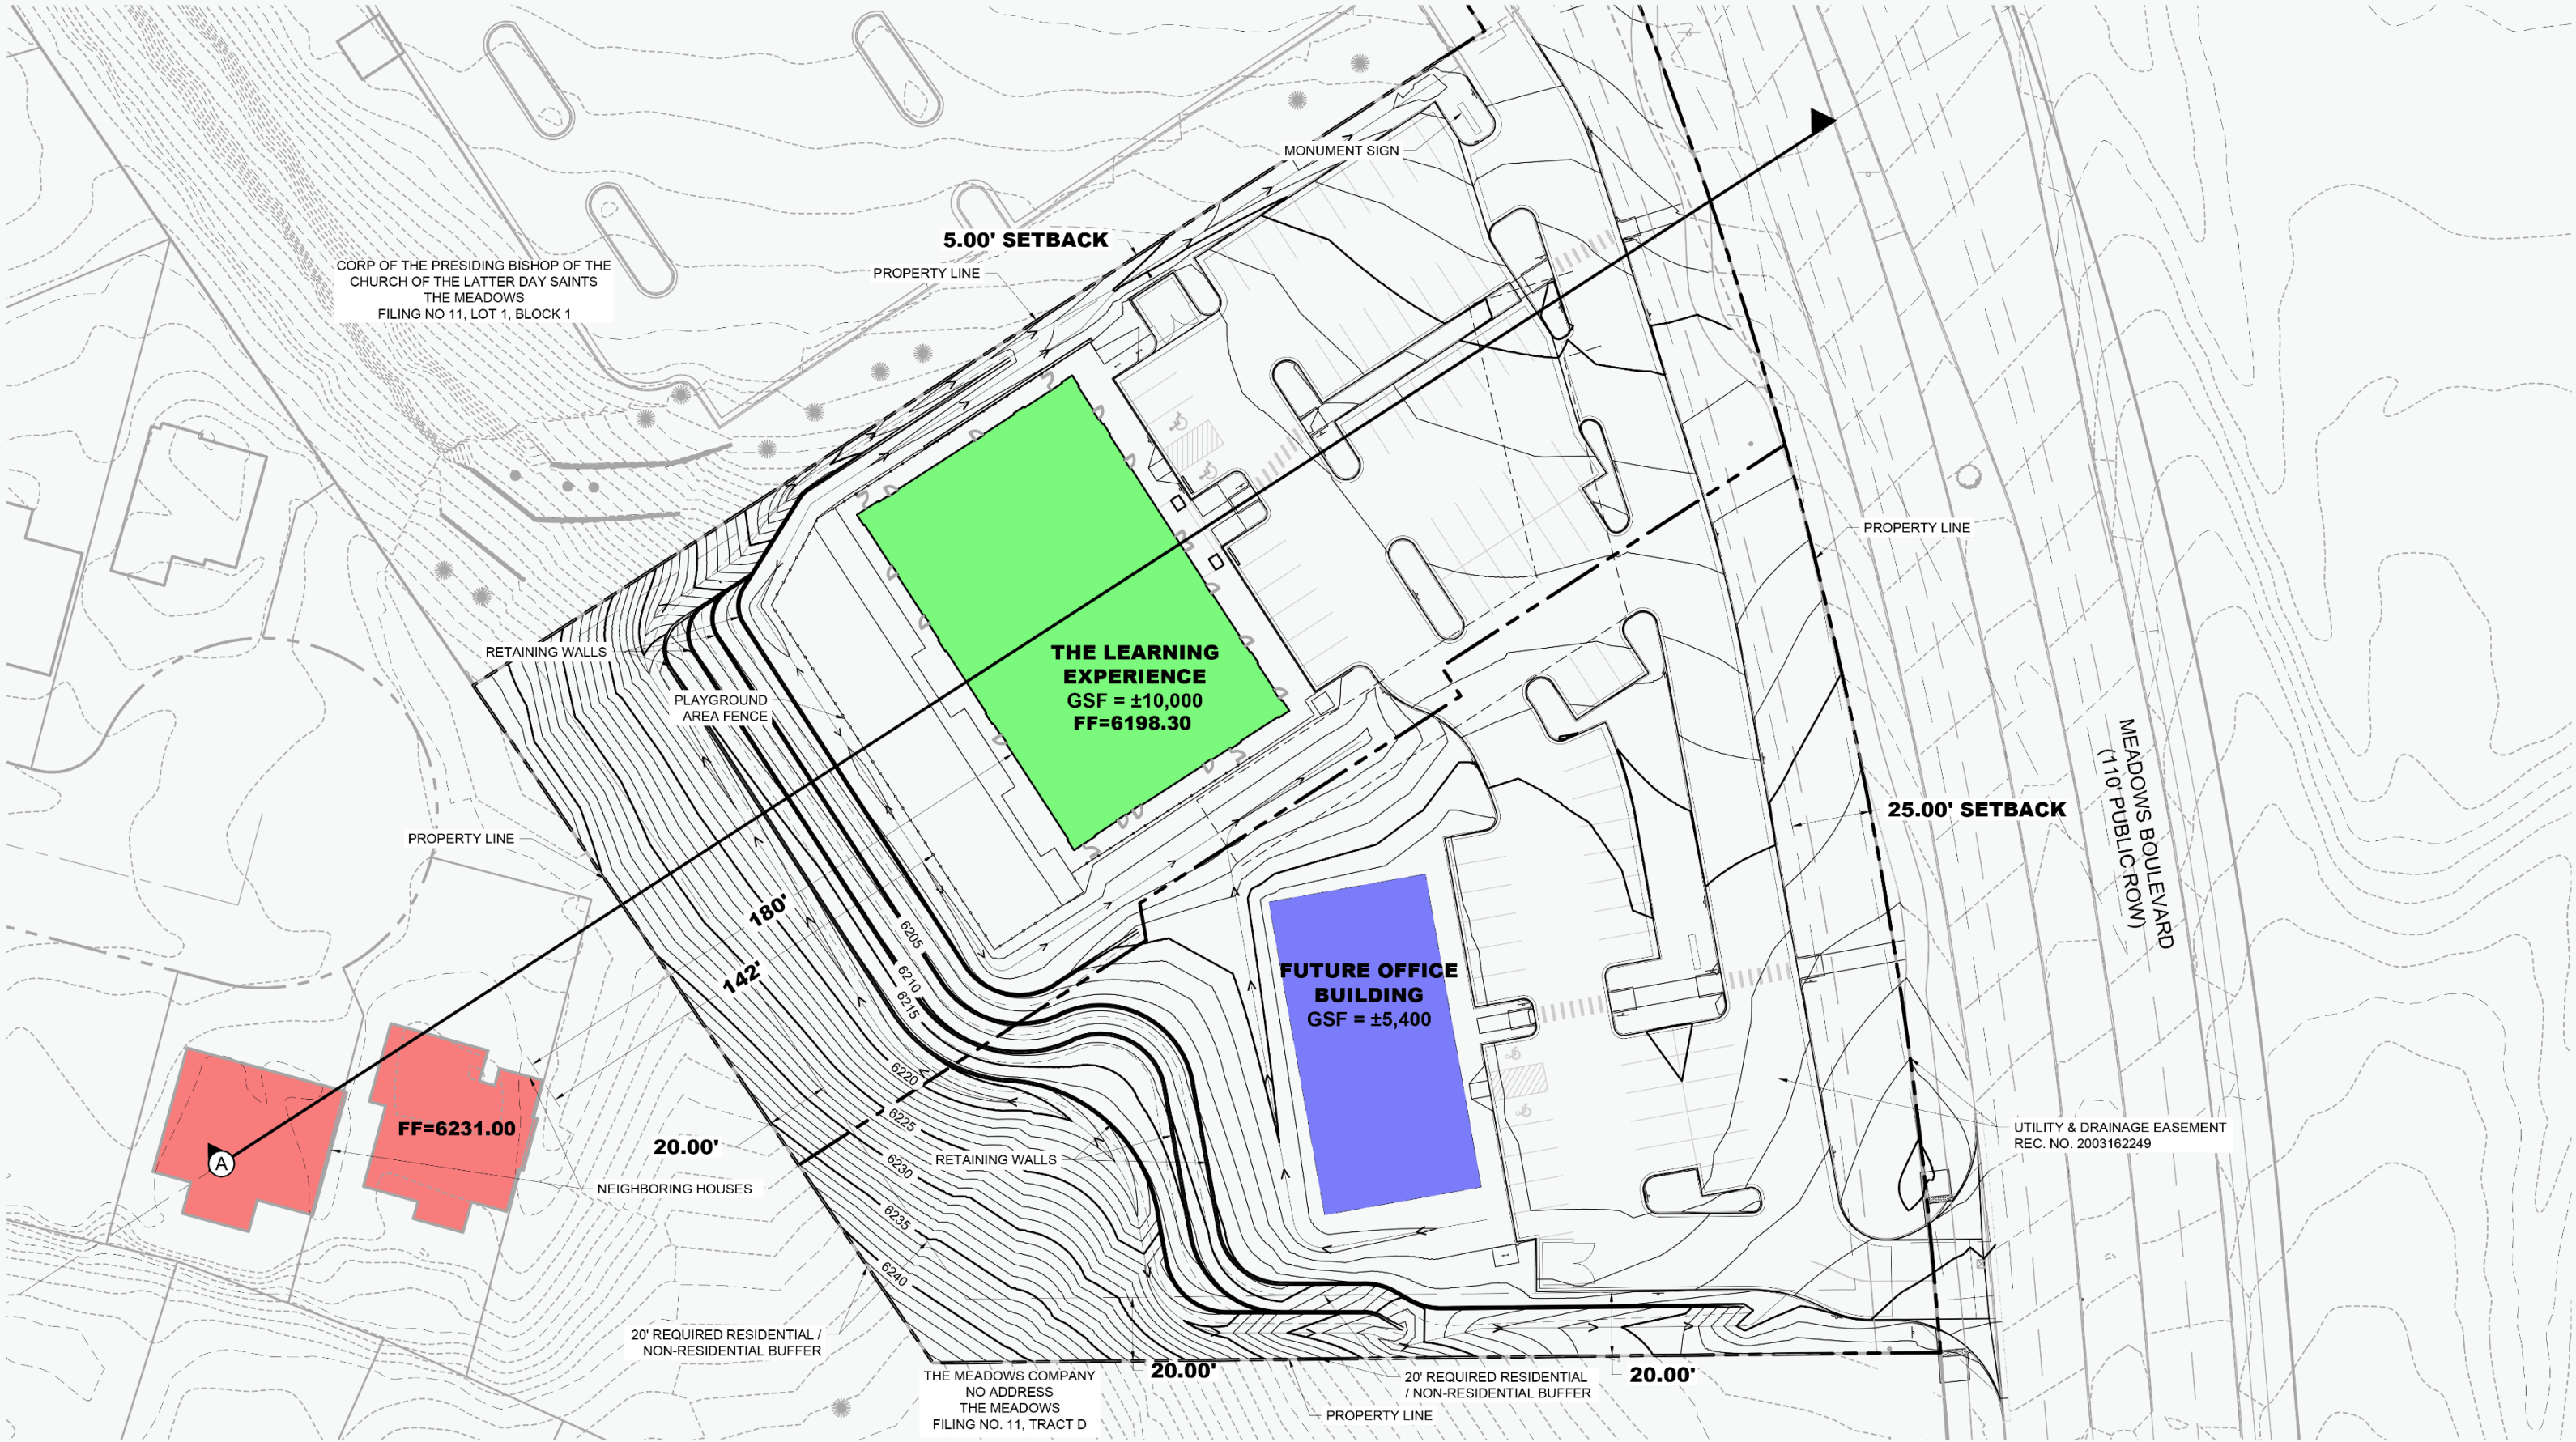 MONUMENT SIGN
5.00' SETBACK
PROPERTY LINE
CORP OF THE PRESIDING BISHOP OF THE
CHURCH OF THE LATTER DAY SAINTS
THE MEADOWS
FILING NO 11, LOT 1, BLOCK 1
PROPERTY LINE
RETAINING WALLS
THE LEARNING
EXPERIENCE
GSF = ±10,000
FF=6198.30
PLAYGROUND
AREA FENCE
MEADOWS BOULEVARD
(110' PUBLIC ROW)
25.00' SETBACK
PROPERTY LINE
180'
142'
6205
6210
6215
6220
6225
6230
6235
6240
FUTURE OFFICE
BUILDING
GSF = ±5,400
FF=6231.00
20.00'
RETAINING WALLS
A
NEIGHBORING HOUSES
UTILITY & DRAINAGE EASEMENT
REC. NO. 2003162249
20' REQUIRED RESIDENTIAL /
NON-RESIDENTIAL BUFFER
THE MEADOWS COMPANY
NO ADDRESS
THE MEADOWS
FILING NO. 11, TRACT D
20.00'
20' REQUIRED RESIDENTIAL
/ NON-RESIDENTIAL BUFFER
20.00'
PROPERTY LINE